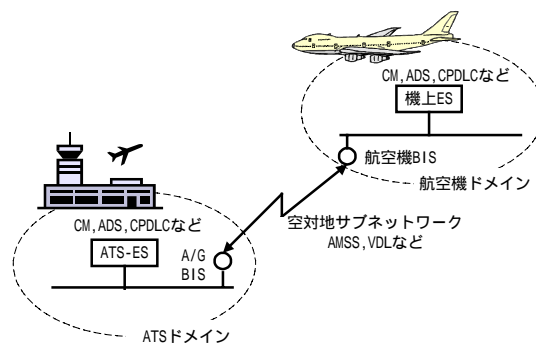 CM,ADS,CPDLCなど
機上ES
航空機BIS
航空機ドメイン
空対地サブネットワーク
AMSS,VDLなど
CM,ADS,CPDLCなど
ATS-ES
A/G
BIS
ATSドメイン